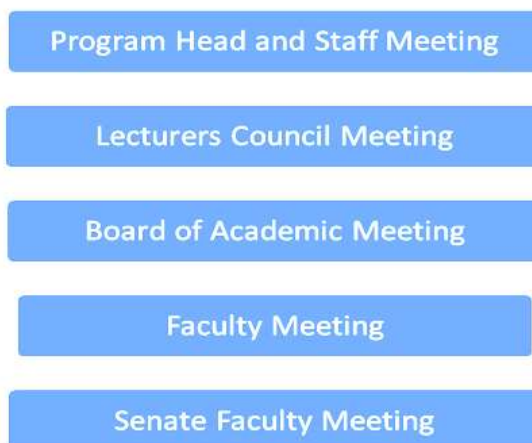 Program Head and Staff Meeting
Lecturers Council Meeting
Board of Academic Meeting
Faculty Meeting
Senate Faculty Meeting